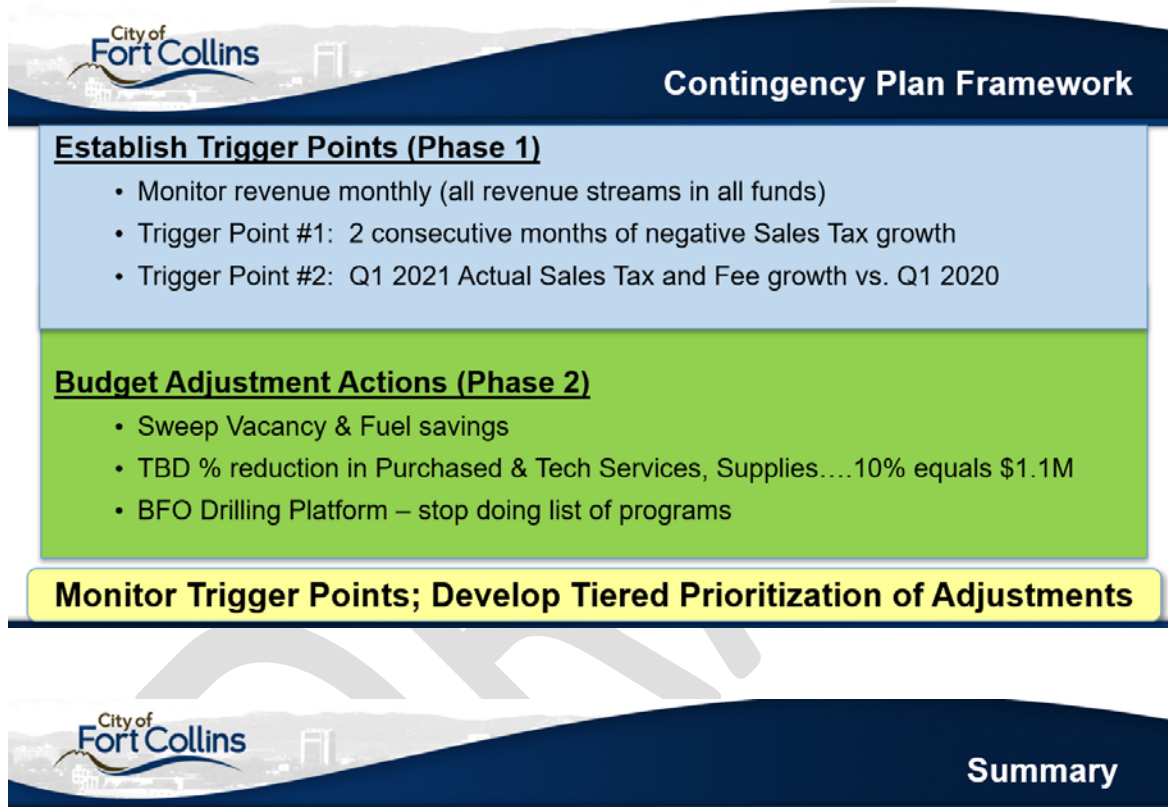 City of
Fort Collins
Contingency Plan Framework
Establish Trigger Points (Phase 1)
• Monitor revenue monthly (all revenue streams in all funds)
• Trigger Point #1: 2 consecutive months of negative Sales Tax growth
• Trigger Point #2: Q1 2021 Actual Sales Tax and Fee growth vs. Q1 2020
Budget Adjustment Actions (Phase 2)
• Sweep Vacancy & Fuel savings
• TBD % reduction in Purchased & Tech Services, Supplies….10% equals $1.1M
• BFO Drilling Platform – stop doing list of programs
Monitor Trigger Points; Develop Tiered Prioritization of Adjustments
City of
Fort Collins
Summary